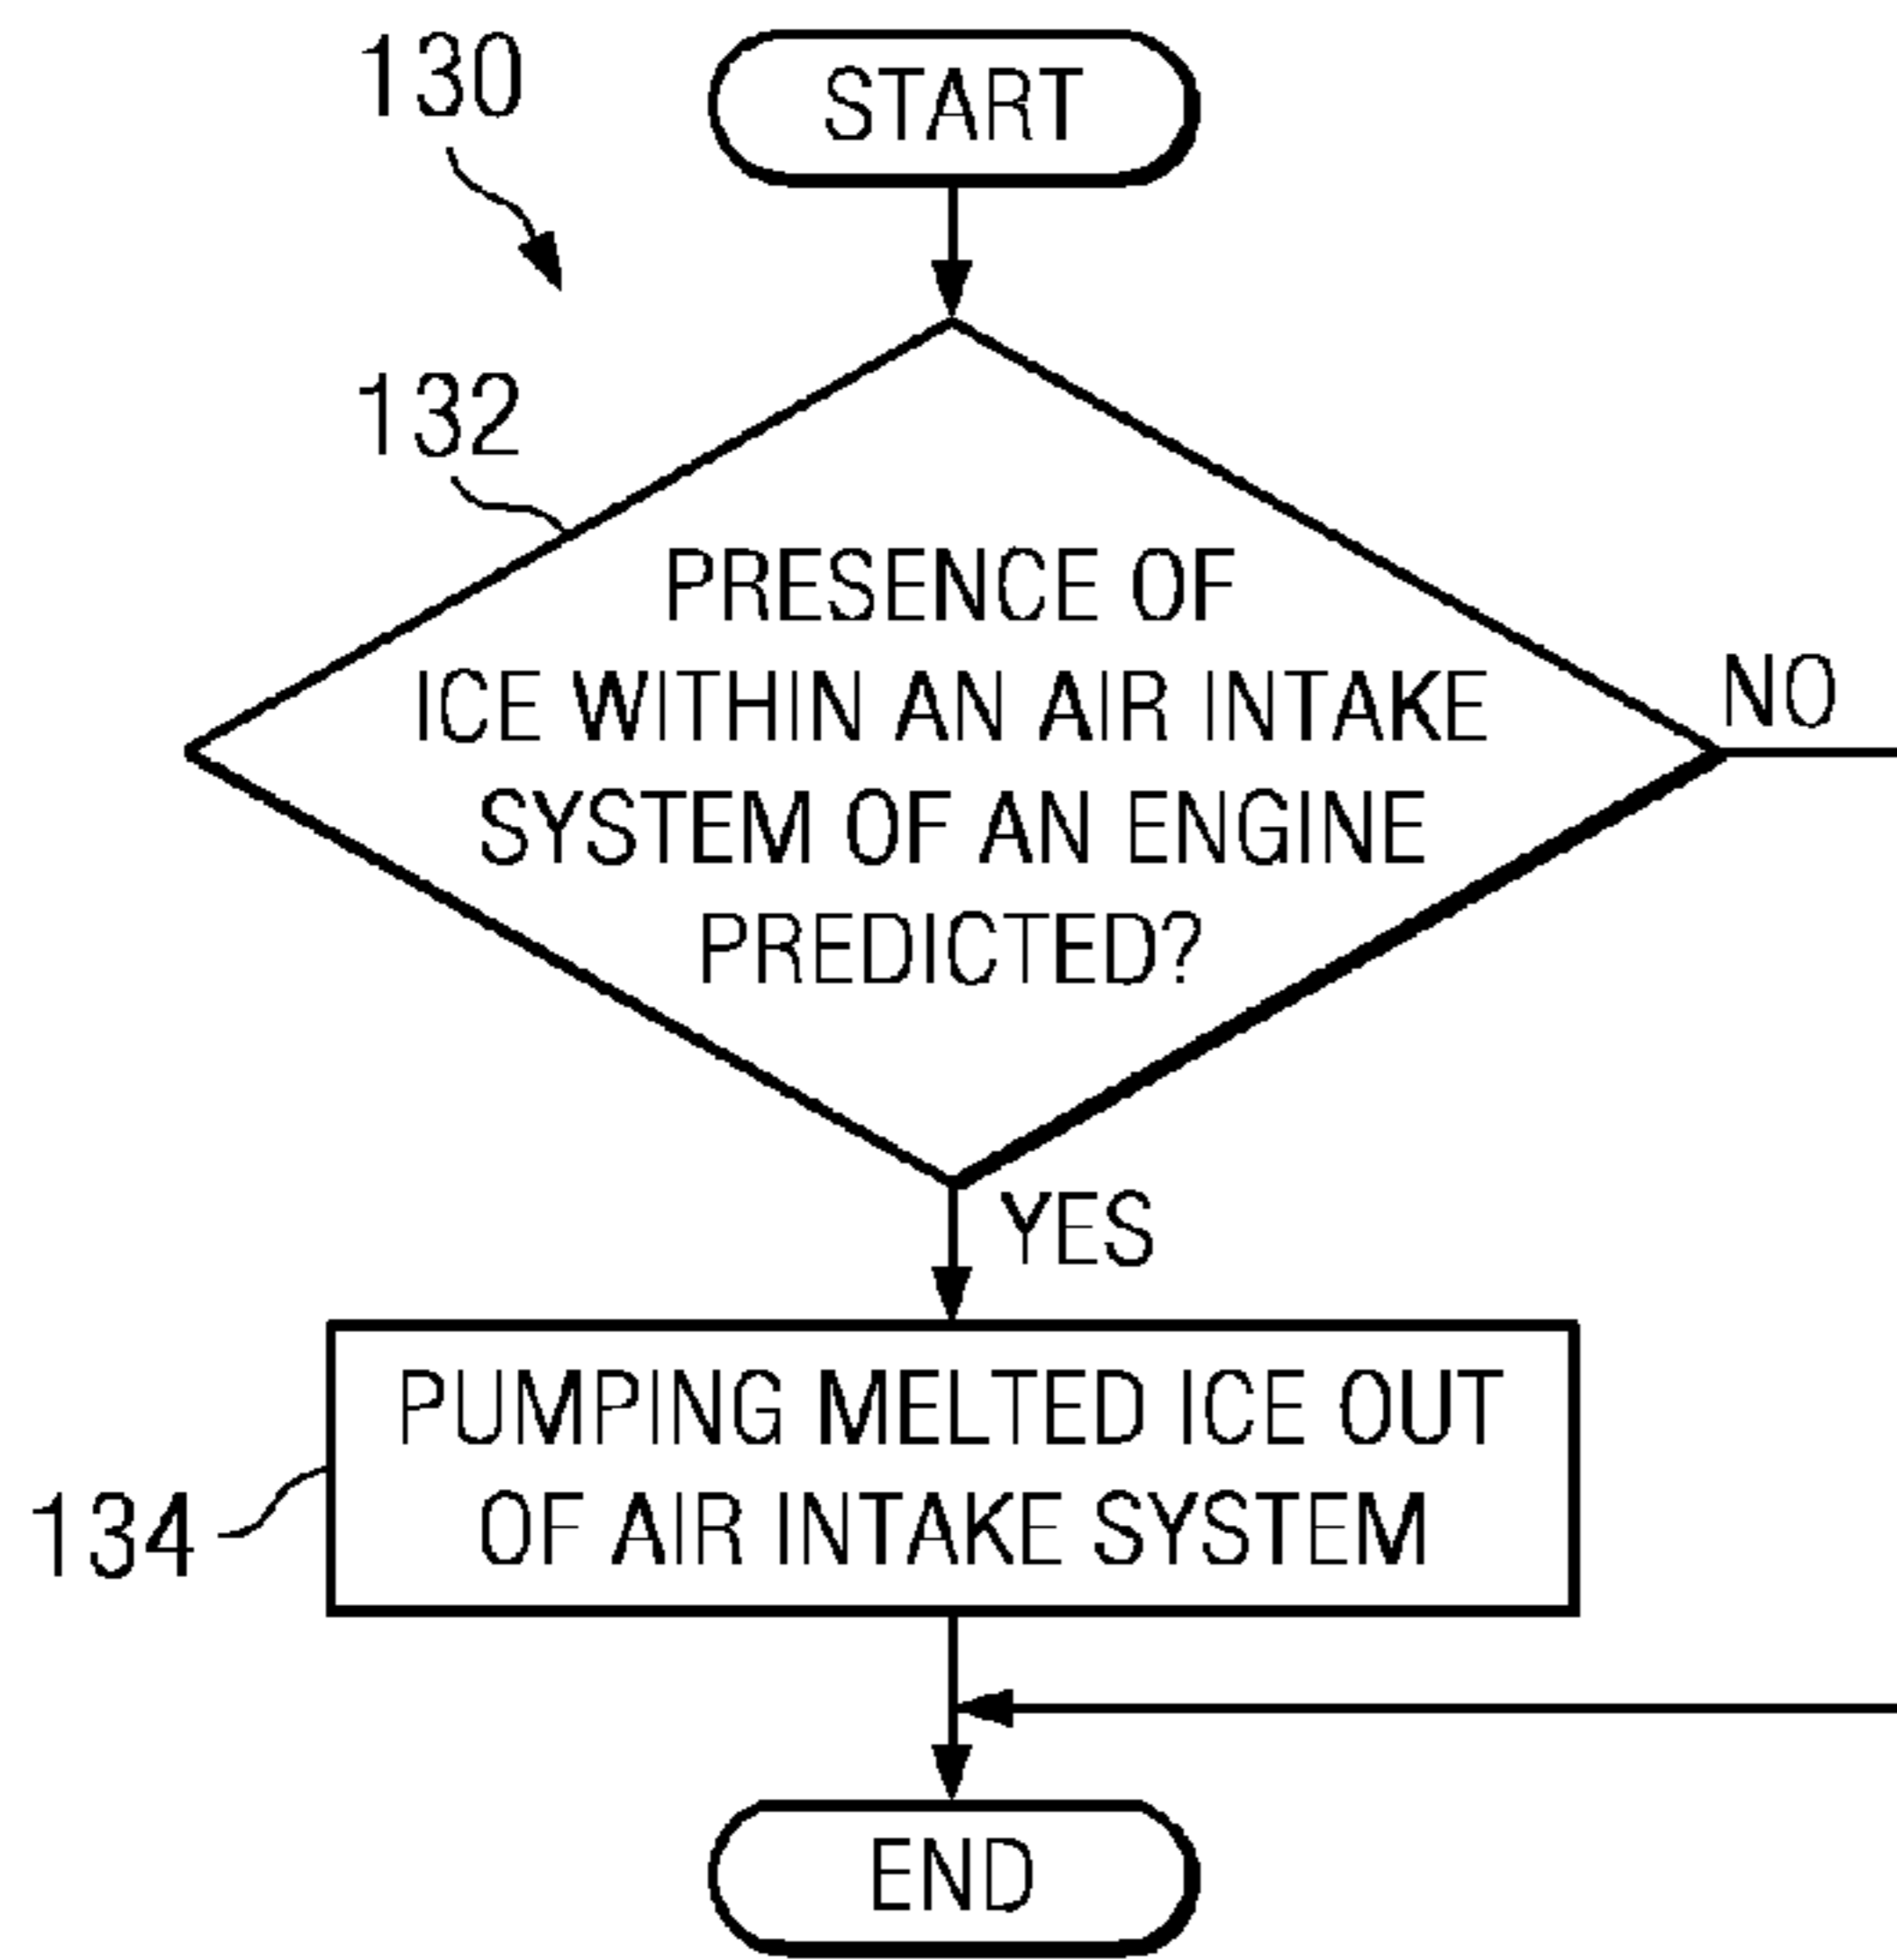 130
START
132
PRESENCE OF
ICE WITHIN AN AIR INTAKE
SYSTEM OF AN ENGINE
PREDICTED?
NO
YES
PUMPING MELTED ICE OUT
OF AIR INTAKE SYSTEM
134
END